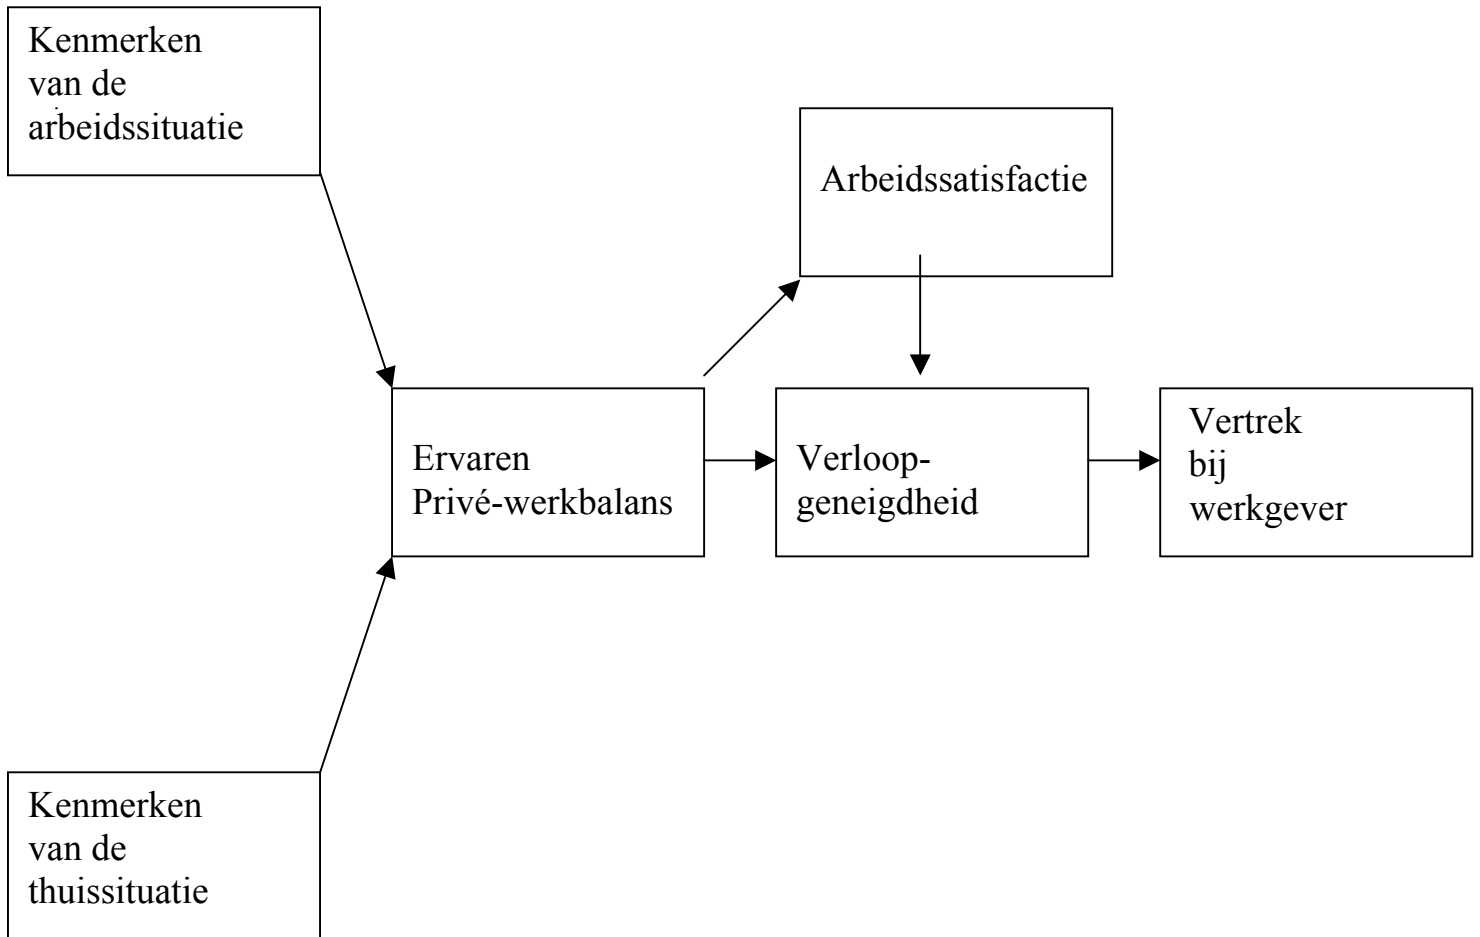 Kenmerken
van de
arbeidssituatie
Arbeidssatisfactie
Ervaren
Privé-werkbalans
Verloop-
geneigdheid
Vertrek
bij
werkgever
Kenmerken
van de
thuissituatie